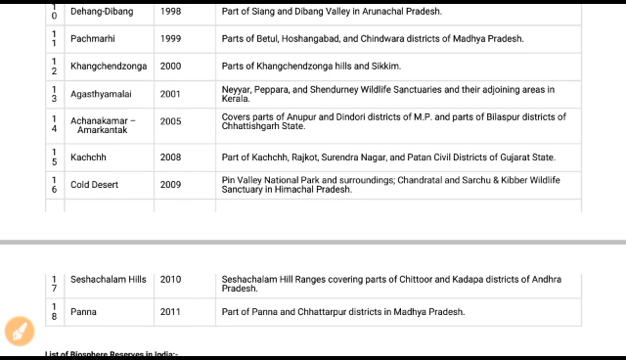 10 Dehang-Dibang 1998 Part of Siang and Dibang Valley in Arunachal Pradesh.
11 Pachmarhi 1999 Parts of Betul, Hoshangabad, and Chindwara districts of Madhya Pradesh.
12 Khangchendzonga 2000 Parts of Khangchendzonga hills and Sikkim.
13 Agasthyamalai 2001 Neyyar, Peppara, and Shendurney Wildlife Sanctuaries and their adjoining areas in
Kerala.
14 Achanakamar – 2005 Covers parts of Anupur and Dindori districts of M.P. and parts of Bilaspur districts of
Amarkantak Chhattishgarh State.
15 Kachchh 2008 Part of Kachchh, Rajkot, Surendra Nagar, and Patan Civil Districts of Gujarat State.
16 Cold Desert 2009 Pin Valley National Park and surroundings; Chandratal and Sarchu & Kibber Wildlife
Sanctuary in Himachal Pradesh.
17 Seshachalam Hills 2010 Seshachalam Hill Ranges covering parts of Chittoor and Kadapa districts of Andhra
Pradesh.
18 Panna 2011 Part of Panna and Chhattarpur districts in Madhya Pradesh.
List of Biosphere Reserves in India:-